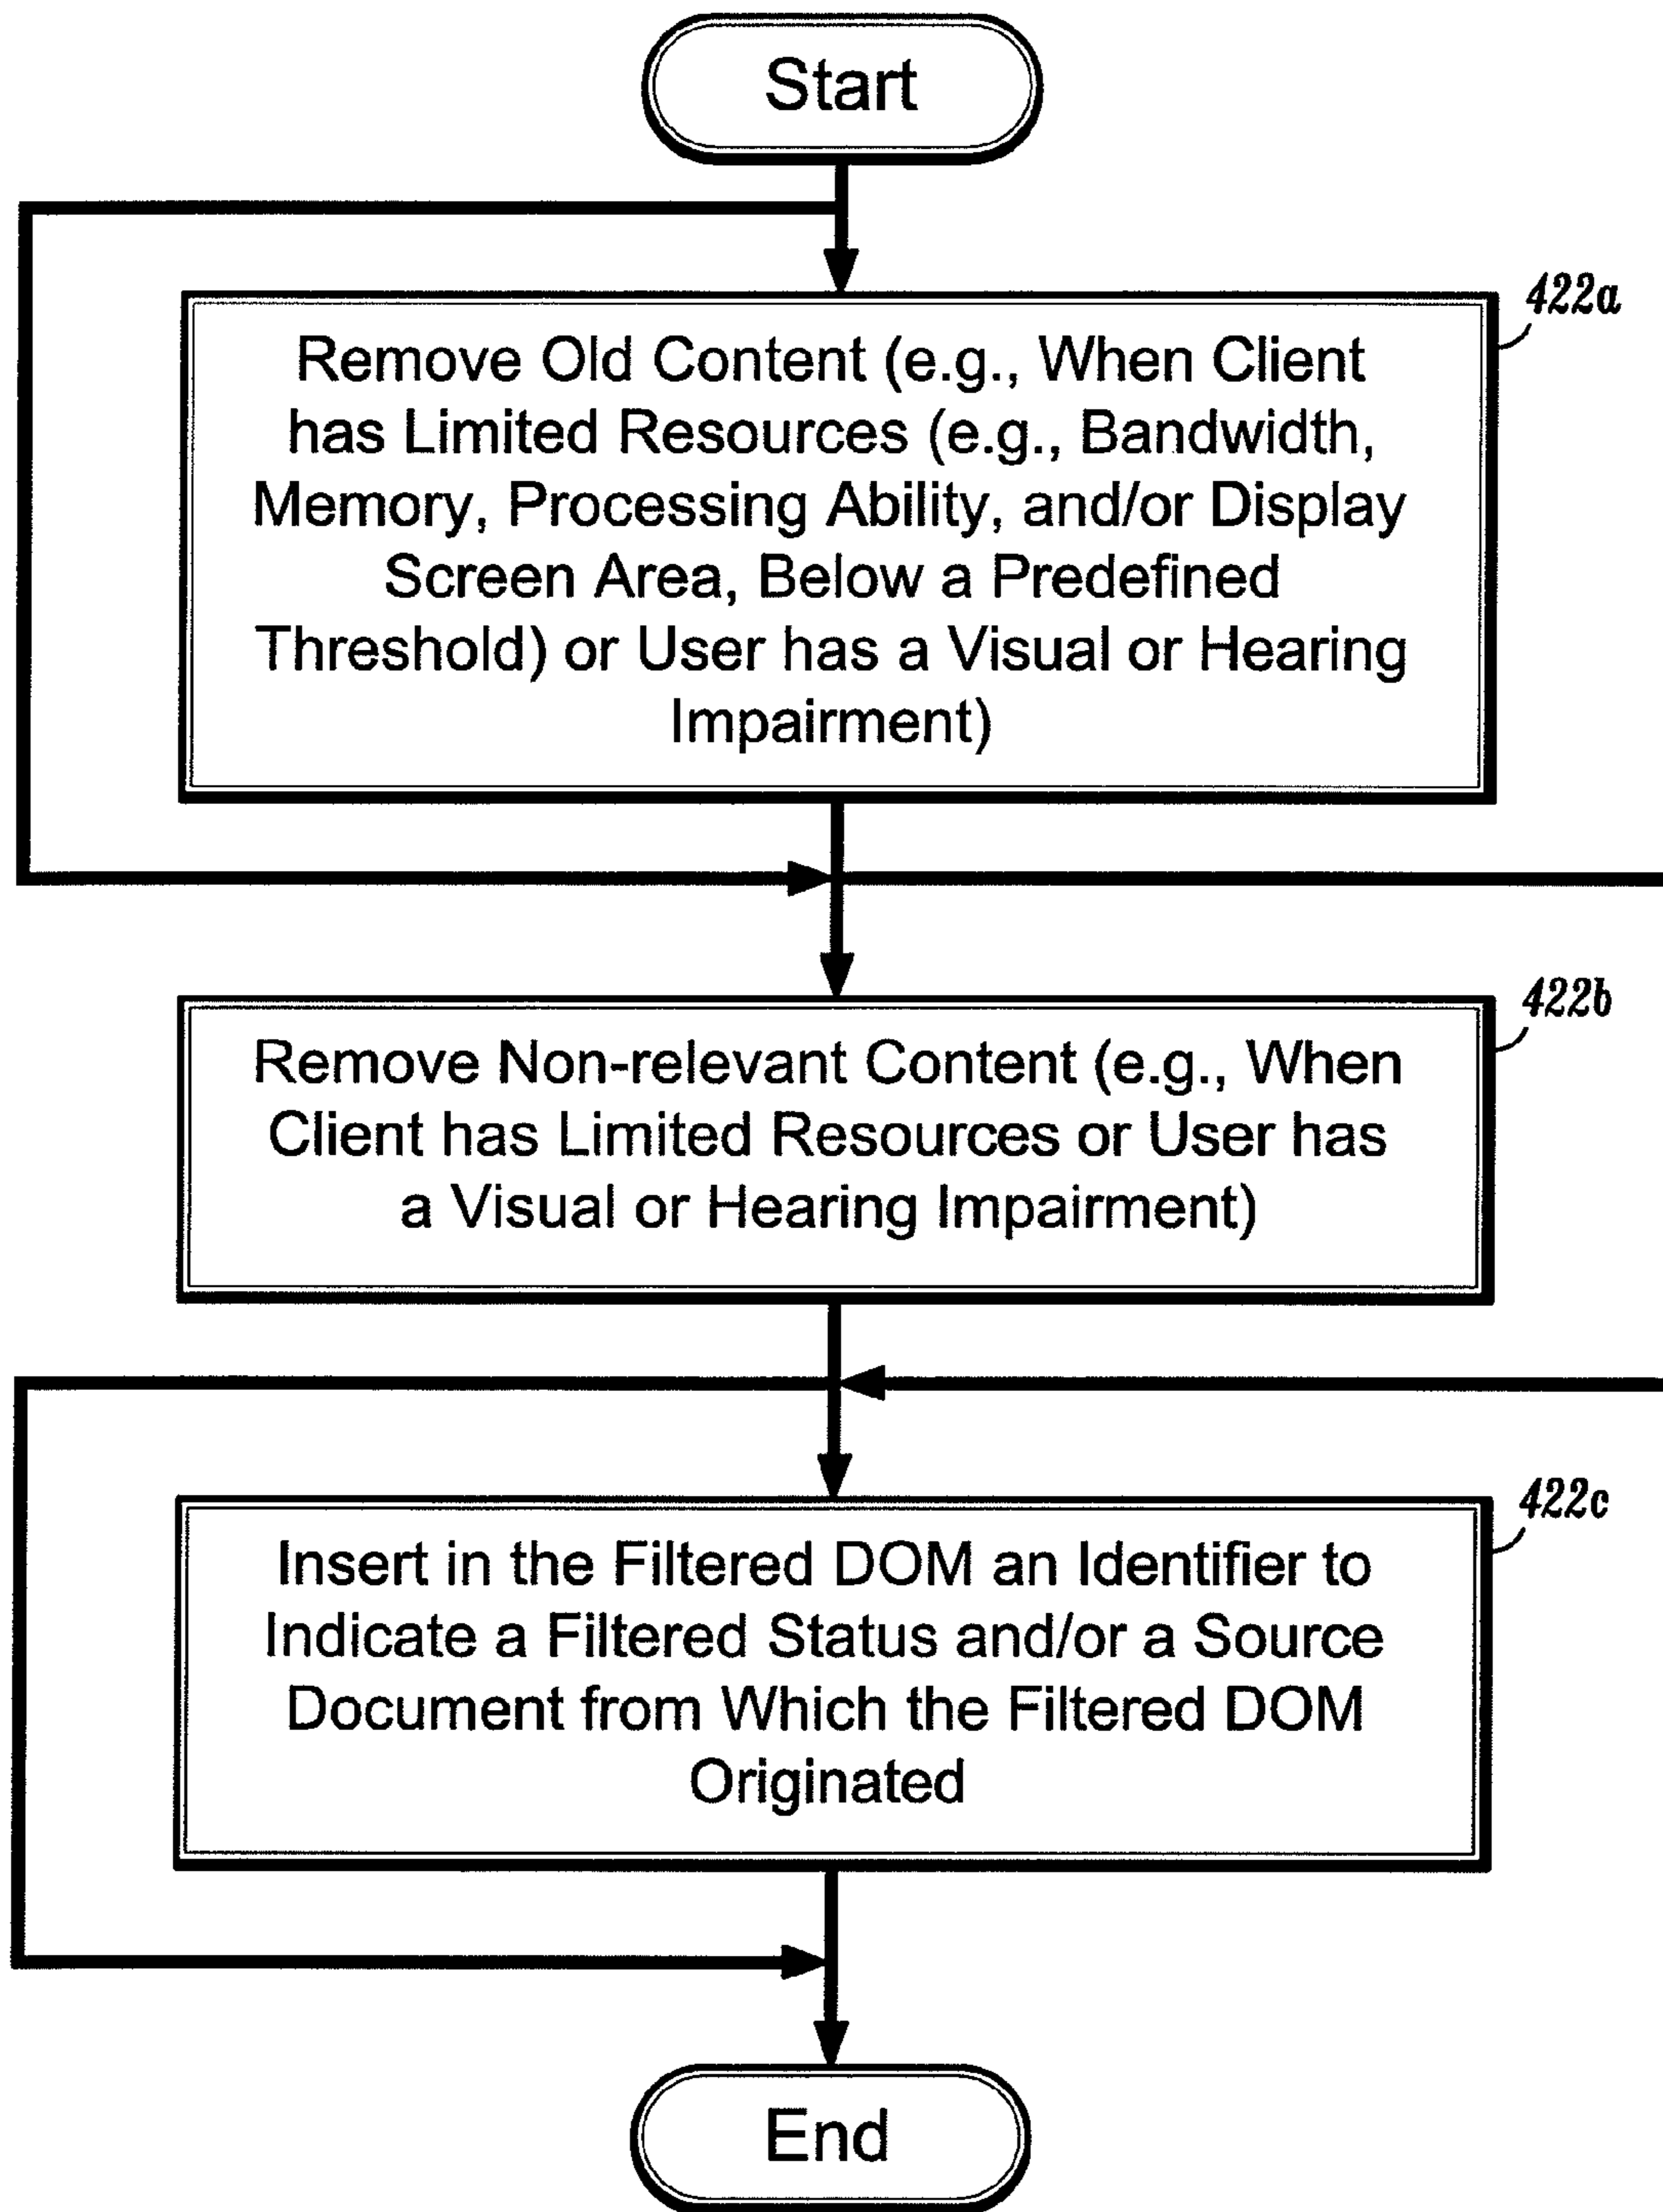 Start
422a
Remove Old Content (e.g., When Client
has Limited Resources (e.g., Bandwidth,
Memory, Processing Ability, and/or Display
Screen Area, Below a Predefined
Threshold) or User has a Visual or Hearing
Impairment)
422b
Remove Non-relevant Content (e.g., When
Client has Limited Resources or User has
a Visual or Hearing Impairment)
422c
Insert in the Filtered DOM an Identifier to
Indicate a Filtered Status and/or a Source
Document from Which the Filtered DOM
Originated
End